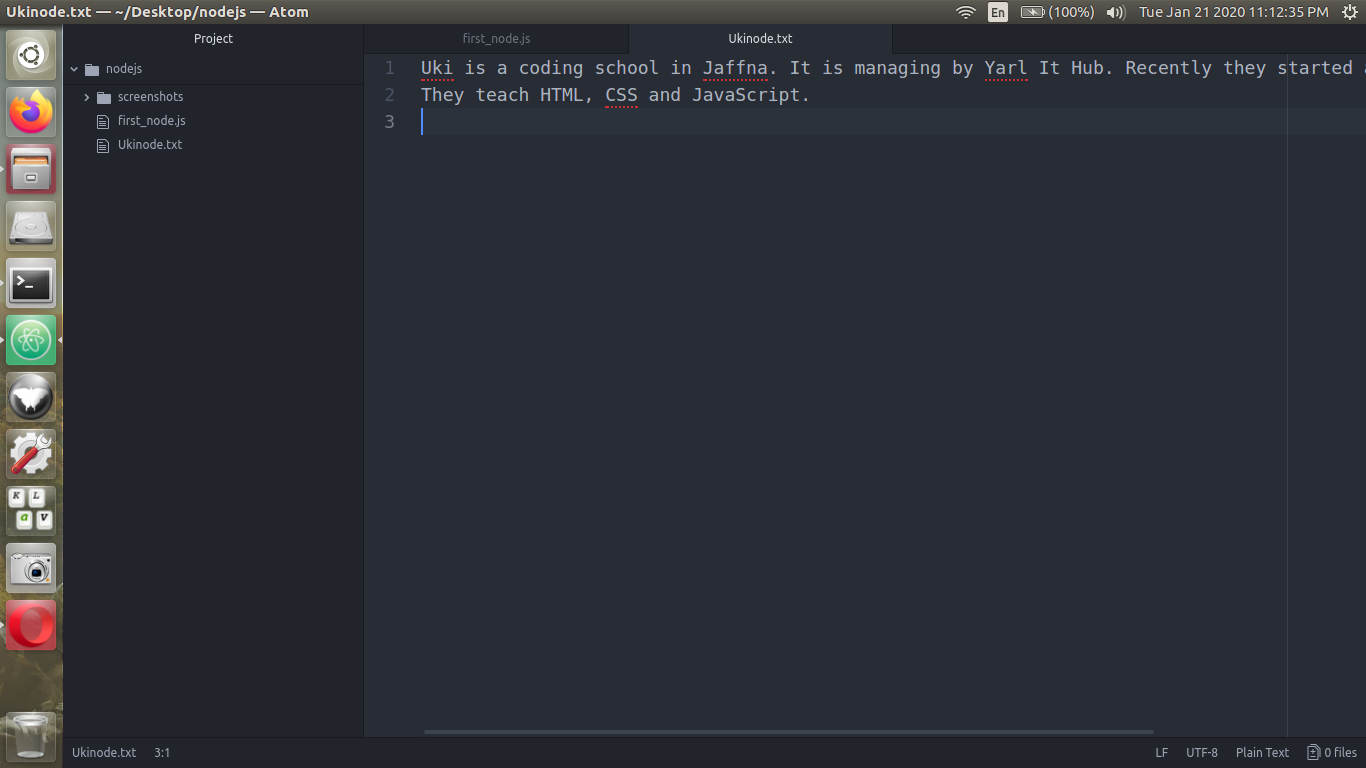 Ukinode.txt — ~/Desktop/nodejs — Atom
En
(100%)
Tue Jan 21 2020 11:12:35 PM
Project
first_node.js
Ukinode.txt
nodejs
screenshots
first_node.js
Ukinode.txt
1 Uki is a coding school in Jaffna. It is managing by Yarl It Hub. Recently they started
2 They teach HTML, CSS and JavaScript.
3
K L
a v
Ukinode.txt 3:1
LF UTF-8 Plain Text 0 files